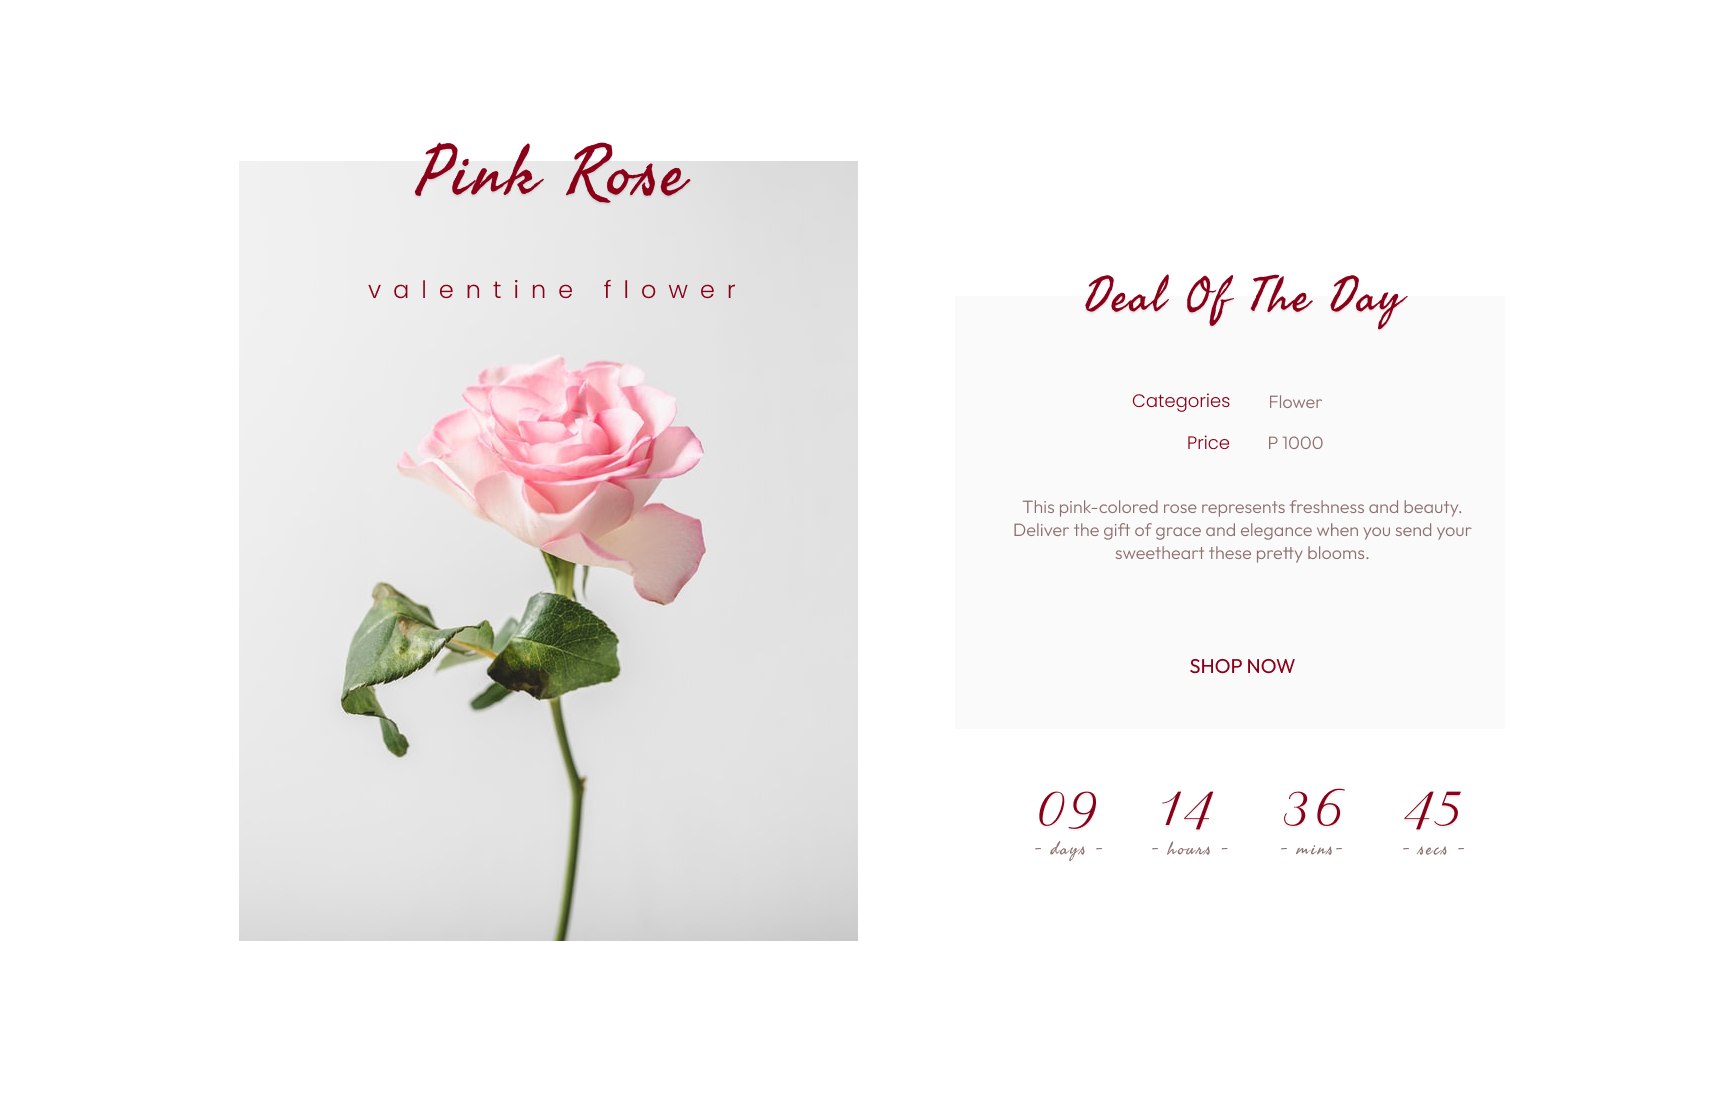 Pink Rose
valentine flower
Deal Of The Day
Categories Flower
Price P 1000
This pink-colored rose represents freshness and beauty.
Deliver the gift of grace and elegance when you send your
sweetheart these pretty blooms.
SHOP NOW
09 14 36 45
- days - - hours - - mins- - secs -